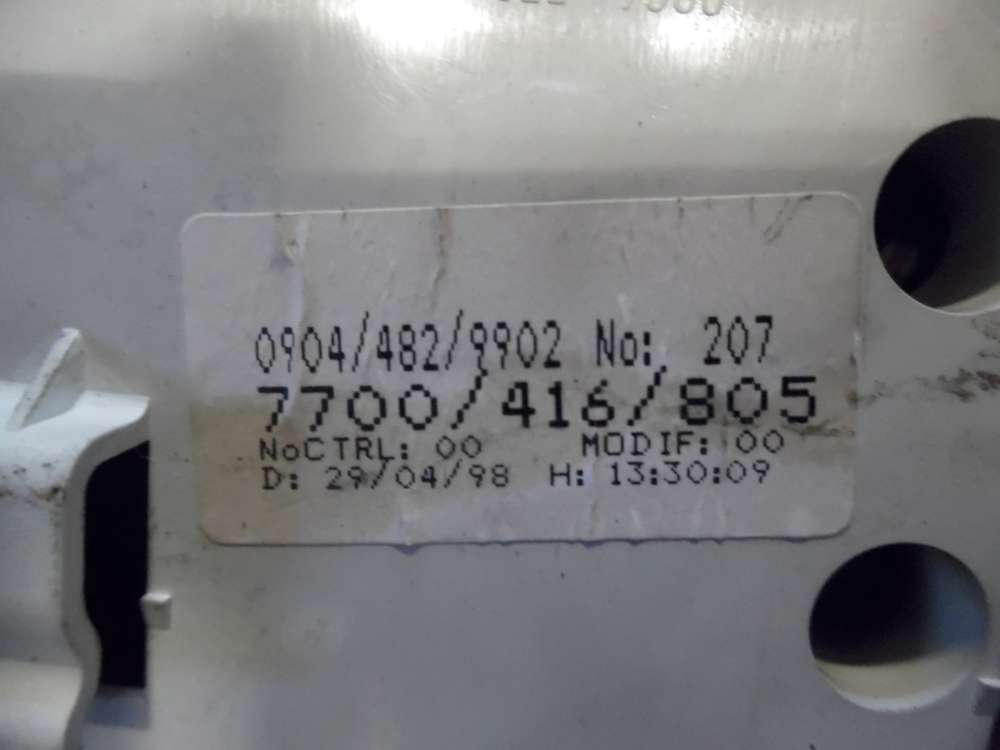 0904/482/9902 No: 207
7700/416/805
NoCTRL: 00 MODIF: 00
D: 29/04/98 H: 13:30:09